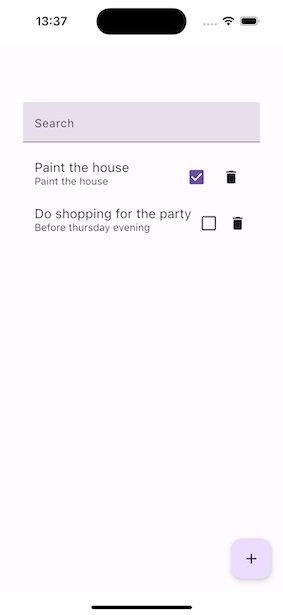 13:37
Search
Paint the house
Paint the house
Do shopping for the party
Before thursday evening